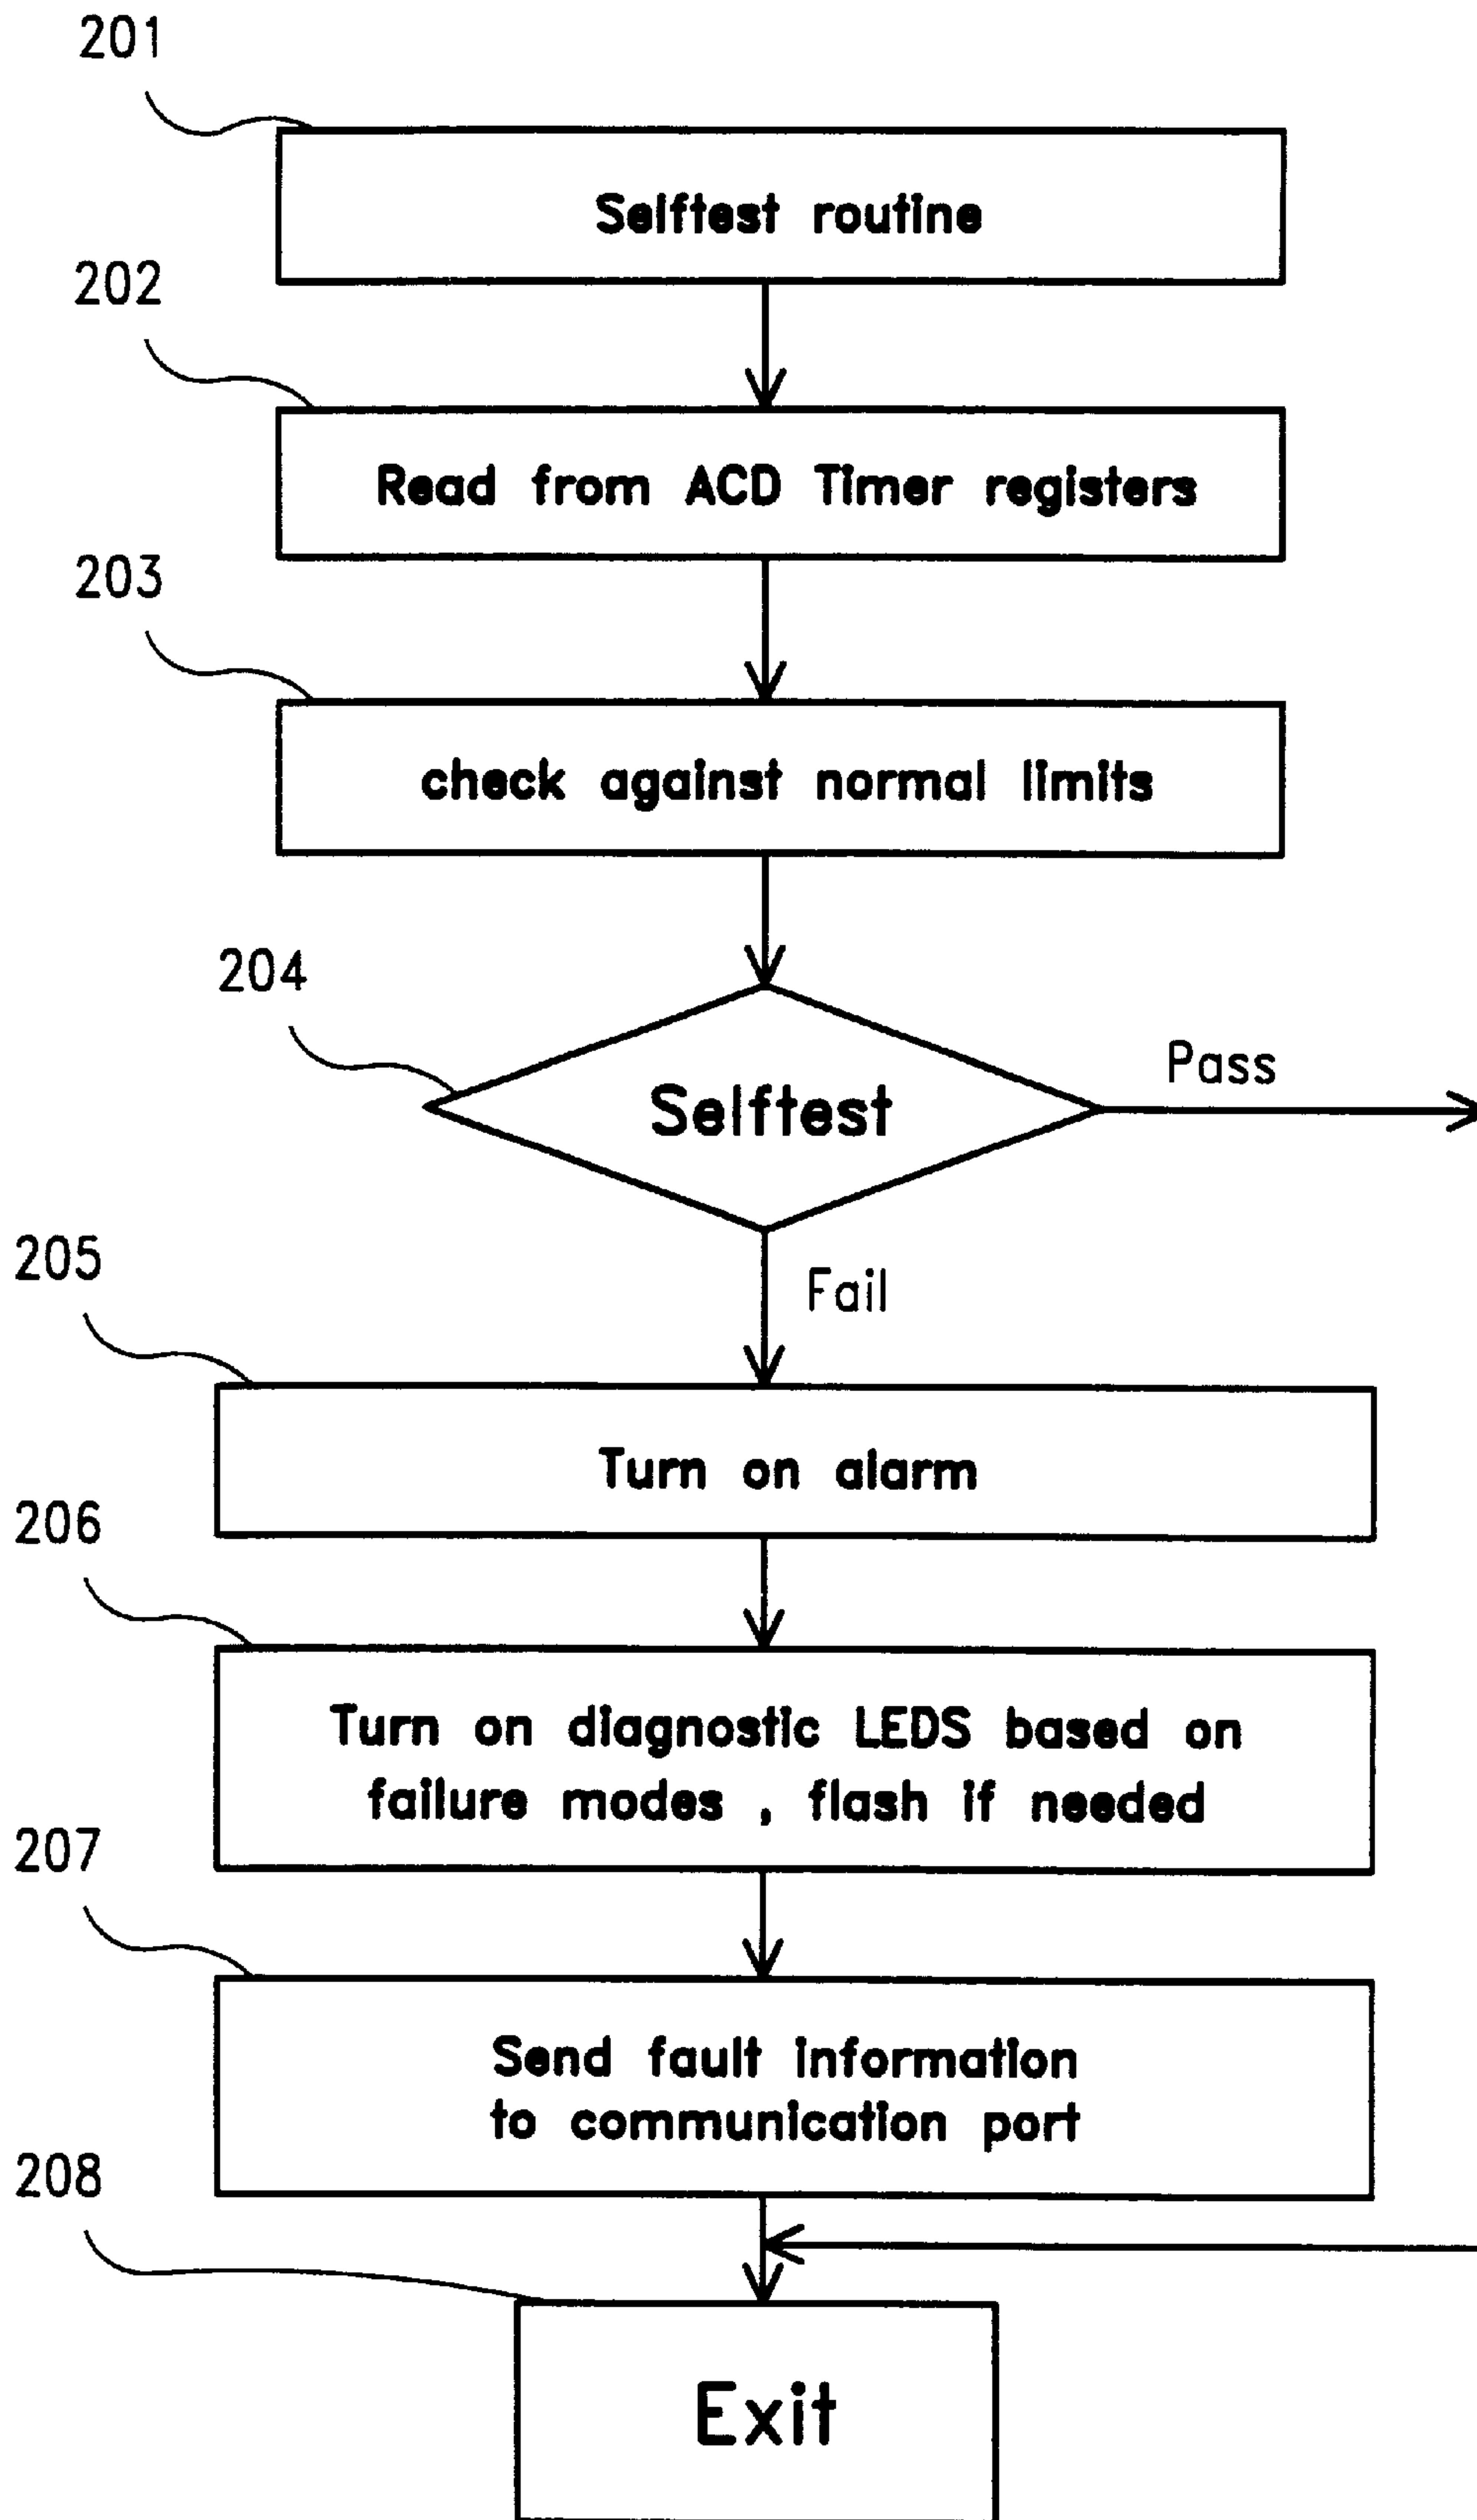 201
Selftest routine
202
Read from ACD Timer registers
203
check against normal limits
204
Selftest
Pass
Fail
205
Turn on alarm
206
Turn on diagnostic LEDS based on
failure modes , flash if needed
207
Send fault information
to communication port
208
Exit